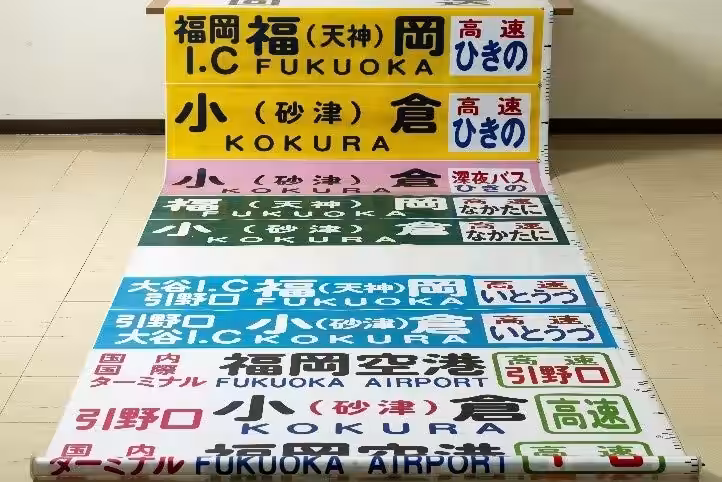 福岡 福(天神)岡 高速
I.C FUKUOKA ひきの
小(砂津)倉 高速
KOKURA ひきの
小(砂津)倉 深夜バス
KOKURA ひきの
福(天神)岡 高速
FUKUOKA なかたに
小(砂津)倉 高速
KOKURA なかたに
大谷I.C 福(天神)岡 高速
引野口 FUKUOKA いとうづ
引野口 小(砂津)倉 高速
大谷I.C KOKURA いとうづ
国内 福岡空港 高速
国際
ターミナル FUKUOKA AIRPORT 引野口
引野口 小(砂津)倉 高速
KOKURA
国内 福岡空港 高速
ターミナル FUKUOKA AIRPORT